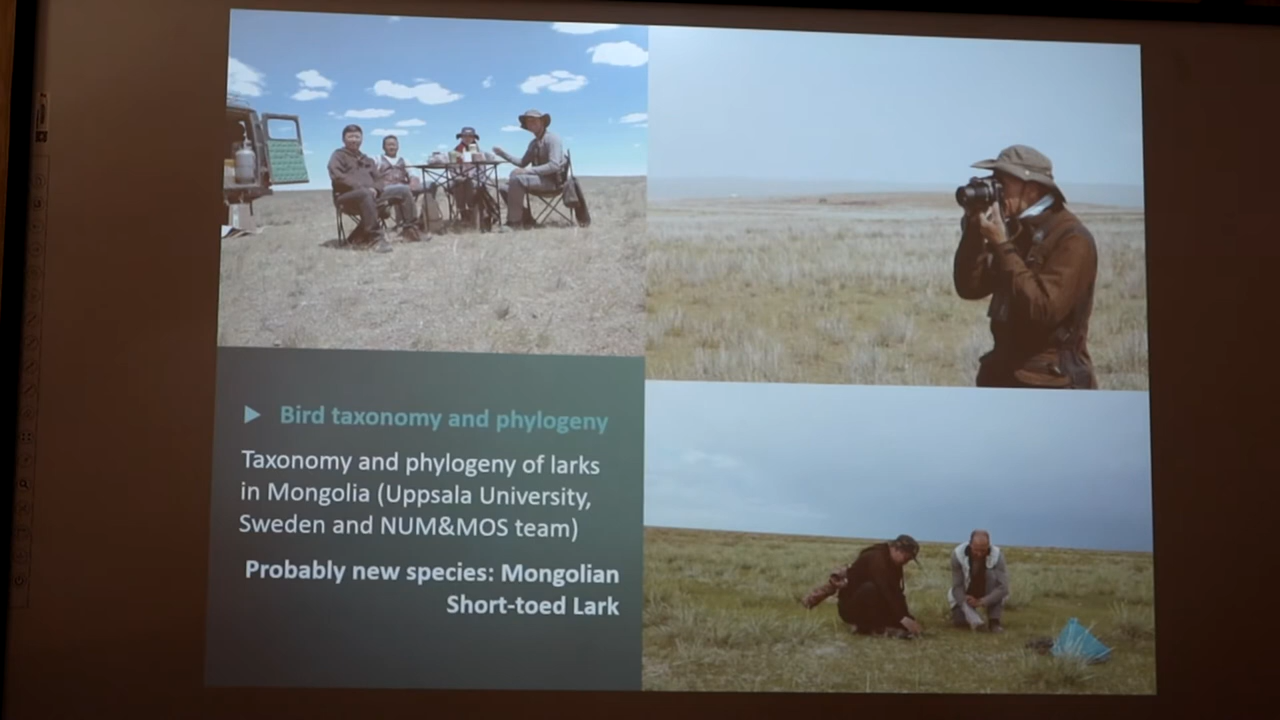 Bird taxonomy and phylogeny
Taxonomy and phylogeny of larks
in Mongolia (Uppsala University,
Sweden and NUM&MOS team)
Probably new species: Mongolian
Short-toed Lark